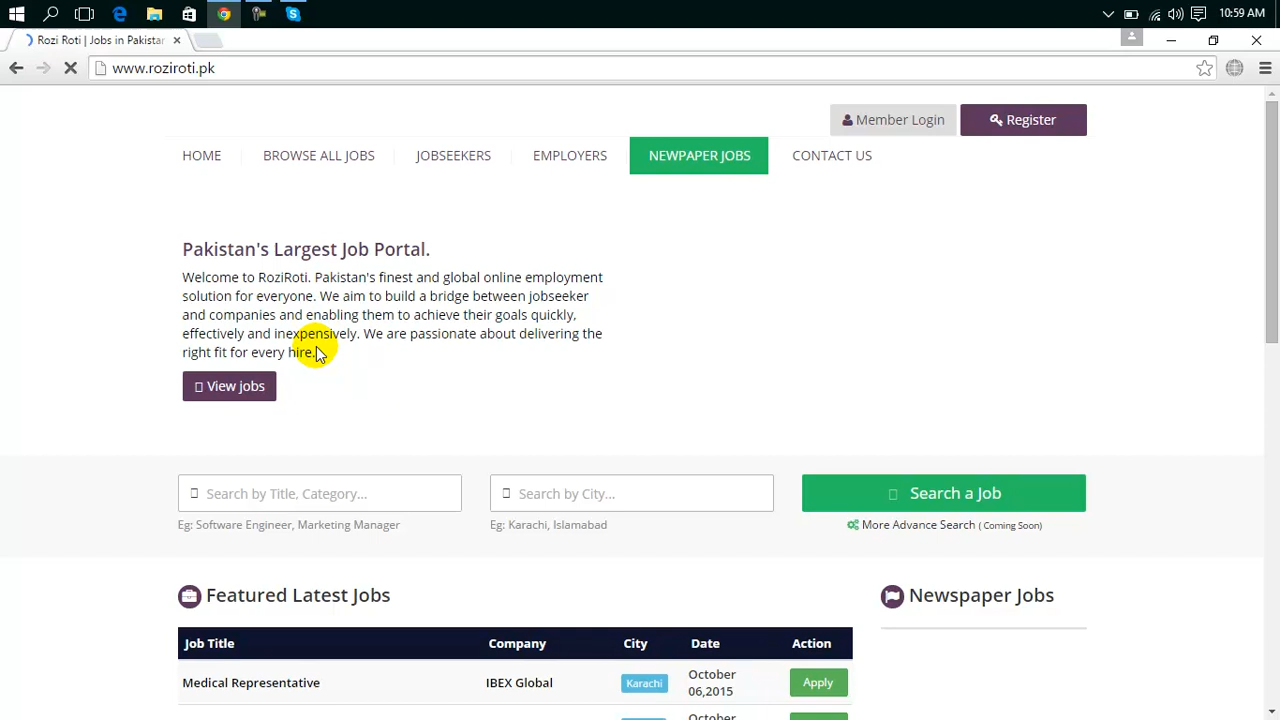 10:59 AM
Rozi Roti | Jobs in Pakistan
www.roziroti.pk
Member Login
Register
HOME
BROWSE ALL JOBS
JOBSEEKERS
EMPLOYERS
NEWPAPER JOBS
CONTACT US
Pakistan's Largest Job Portal.
Welcome to RoziRoti. Pakistan's finest and global online employment
solution for everyone. We aim to build a bridge between jobseeker
and companies and enabling them to achieve their goals quickly,
effectively and inexpensively. We are passionate about delivering the
right fit for every hire.
View jobs
Search by Title, Category...
Search by City...
Search a Job
Eg: Software Engineer, Marketing Manager
Eg: Karachi, Islamabad
More Advance Search ( Coming Soon)
Featured Latest Jobs
Newspaper Jobs
Job Title Company City Date Action
Medical Representative IBEX Global Karachi October
06,2015 Apply
October